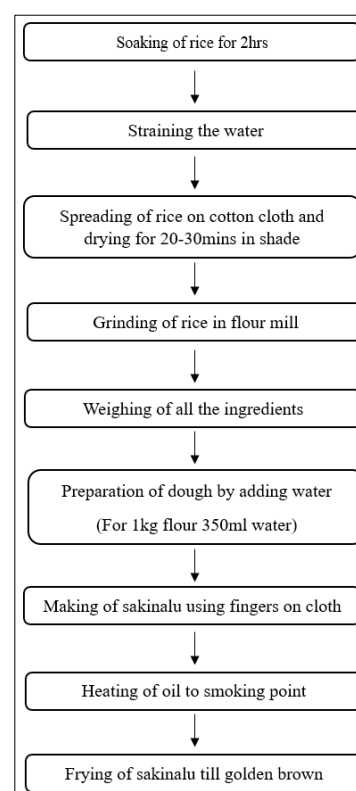 Soaking of rice for 2hrs
Straining the water
Spreading of rice on cotton cloth and
drying for 20-30mins in shade
Grinding of rice in flour mill
Weighing of all the ingredients
Preparation of dough by adding water
(For 1kg flour 350ml water)
Making of sakinalu using fingers on cloth
Heating of oil to smoking point
Frying of sakinalu till golden brown